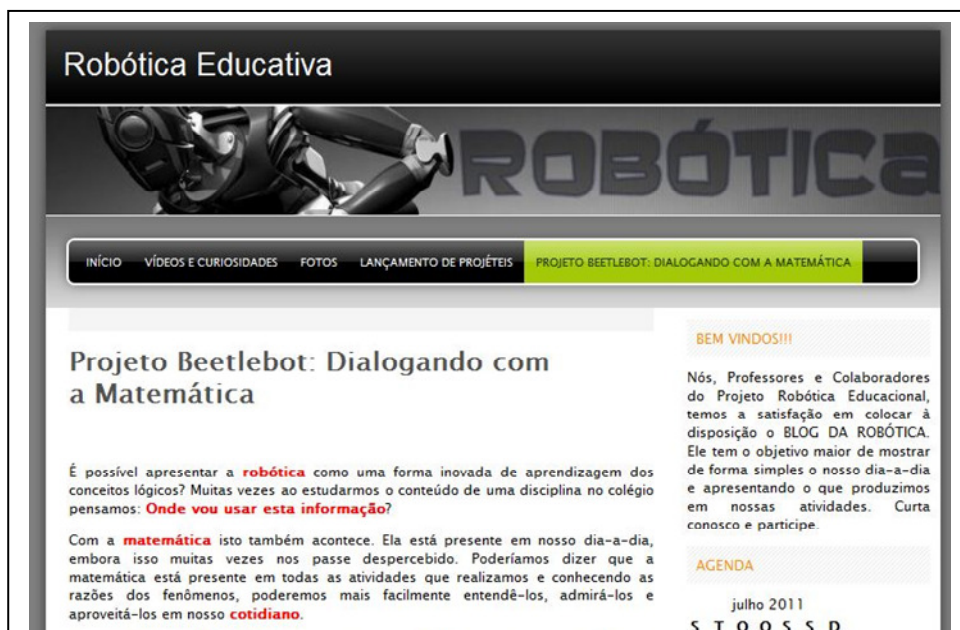 Robótica Educativa
ROBÓTICa
INÍCIO VÍDEOS E CURIOSIDADES FOTOS LANÇAMENTO DE PROJÉTEIS PROJETO BEETLEBOT: DIALOGANDO COM A MATEMÁTICA
Projeto Beetlebot: Dialogando com
a Matemática
É possível apresentar a robótica como uma forma inovada de aprendizagem dos
conceitos lógicos? Muitas vezes ao estudarmos o conteúdo de uma disciplina no colégio
pensamos: Onde vou usar esta informação?
Com a matemática isto também acontece. Ela está presente em nosso dia-a-dia,
embora isso muitas vezes nos passe despercebido. Poderíamos dizer que a
matemática está presente em todas as atividades que realizamos e conhecendo as
razões dos fenômenos, poderemos mais facilmente entendê-los, admirá-los e
aproveitá-los em nosso cotidiano.
BEM VINDOS!!!
Nós, Professores e Colaboradores
do Projeto Robótica Educacional,
temos a satisfação em colocar à
disposição o BLOG DA ROBÓTICA.
Ele tem o objetivo maior de mostrar
de forma simples o nosso dia-a-dia
e apresentando o que produzimos
em nossas atividades. Curta
conosco e participe.
AGENDA
julho 2011
S T Q Q S S D